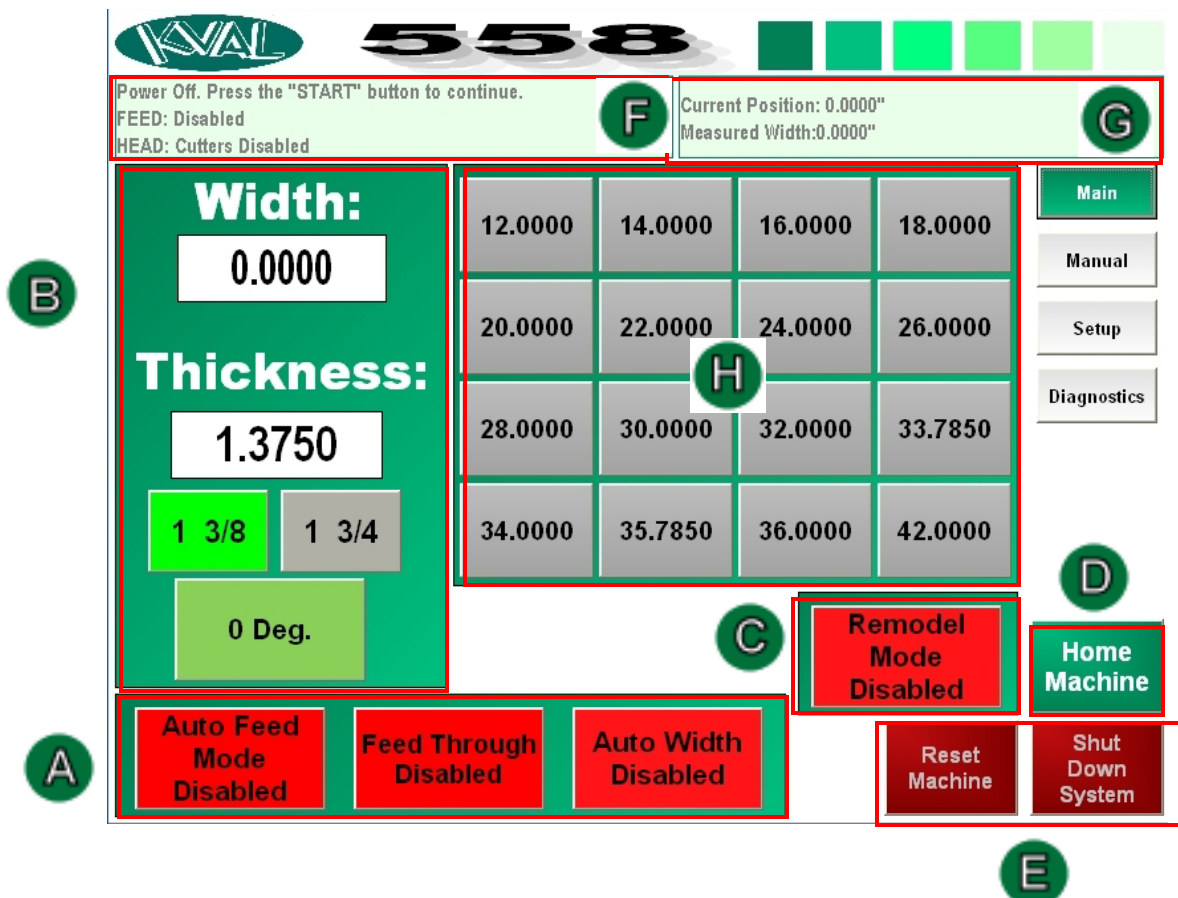 KVAL 558
Power Off. Press the "START" button to continue.
FEED: Disabled
HEAD: Cutters Disabled
F
Current Position: 0.0000"
Measured Width:0.0000"
G
B
Width:
0.0000
Thickness:
1.3750
1 3/8 1 3/4
0 Deg.
12.0000 14.0000 16.0000 18.0000
20.0000 22.0000 24.0000 26.0000
H
28.0000 30.0000 32.0000 33.7850
34.0000 35.7850 36.0000 42.0000
Main
Manual
Setup
Diagnostics
C
Remodel
Mode
Disabled
D
Home
Machine
A
Auto Feed
Mode
Disabled
Feed Through
Disabled
Auto Width
Disabled
Reset
Machine
Shut
Down
System
E